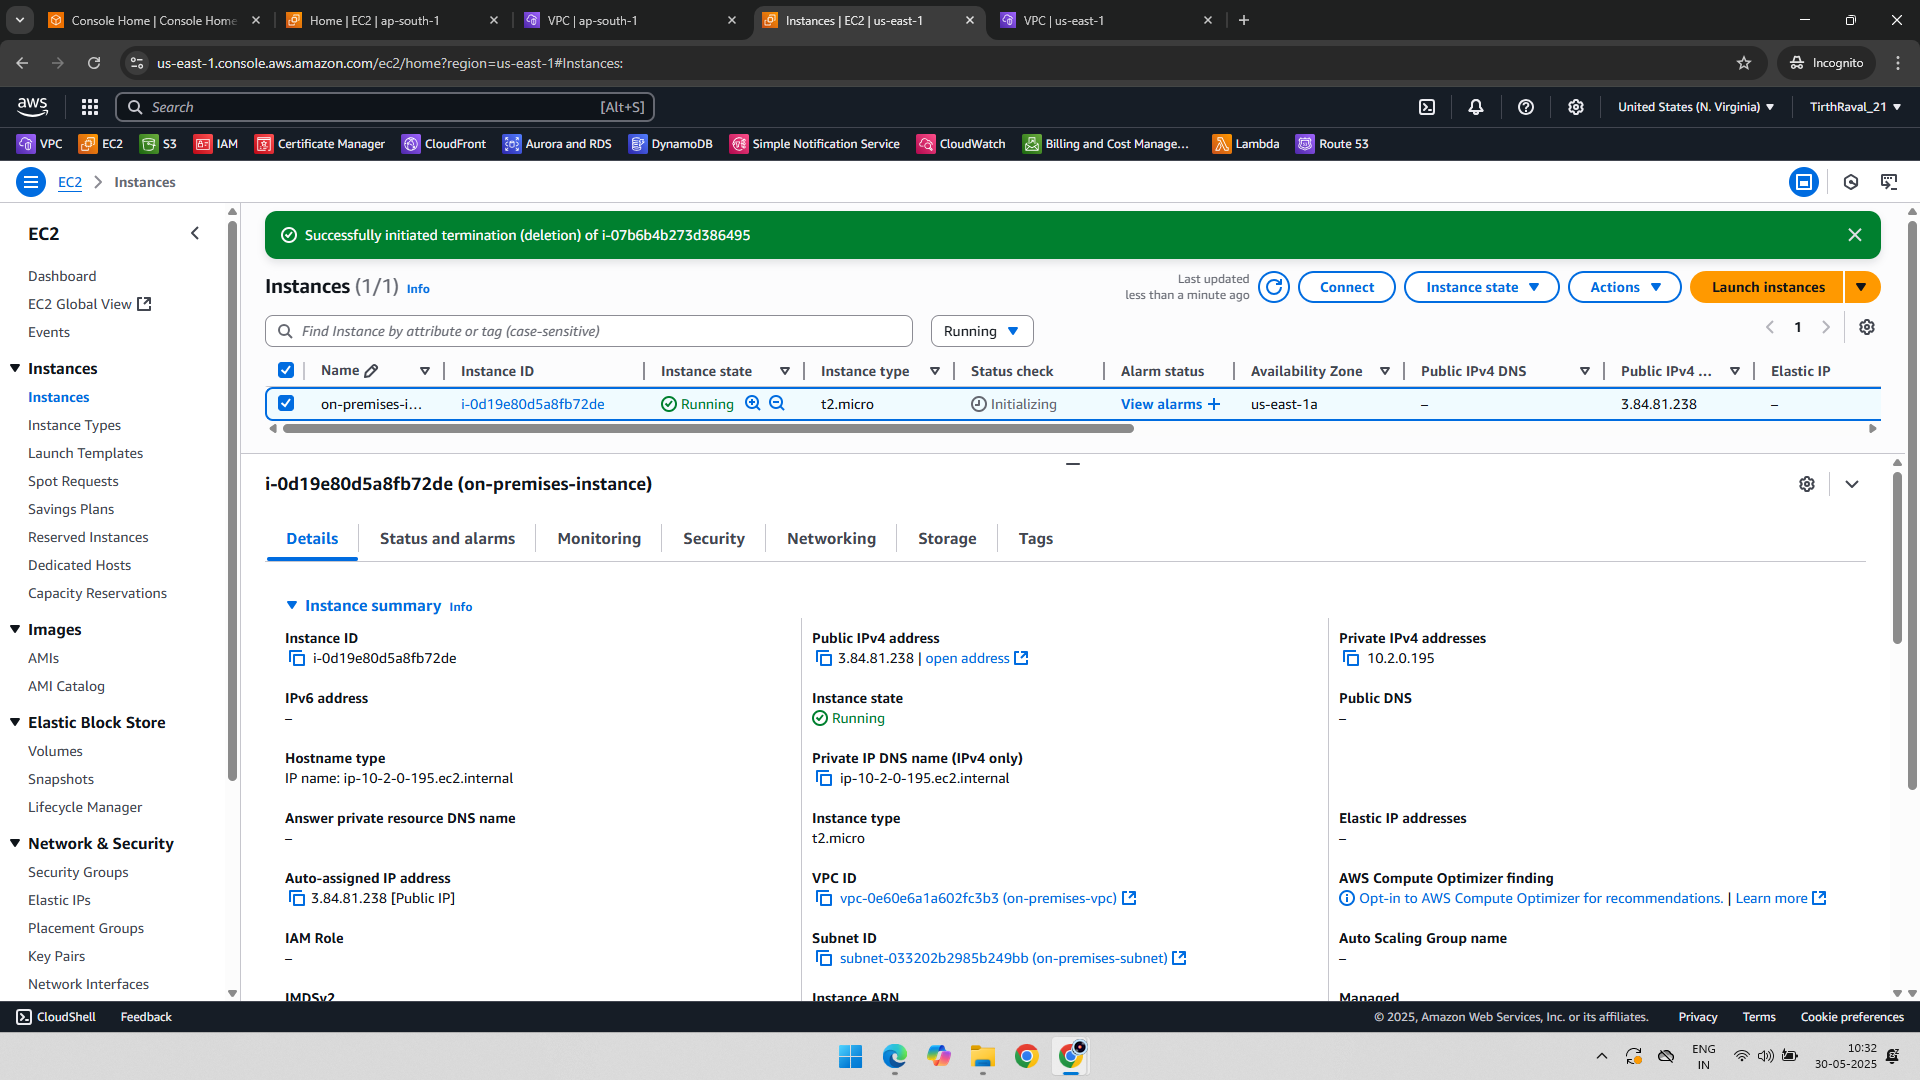 Console Home | Console Home
Home | EC2 | ap-south-1
VPC | ap-south-1
Instances | EC2 | us-east-1
VPC | us-east-1
us-east-1.console.aws.amazon.com/ec2/home?region=us-east-1#Instances:
Incognito
aws
Search
[Alt+S]
United States (N. Virginia)
TirthRaval_21
VPC
EC2
S3
IAM
Certificate Manager
CloudFront
Aurora and RDS
DynamoDB
Simple Notification Service
CloudWatch
Billing and Cost Manage...
Lambda
Route 53
EC2
Instances
EC2
Dashboard
EC2 Global View
Events
Instances
Instances
Instance Types
Launch Templates
Spot Requests
Savings Plans
Reserved Instances
Dedicated Hosts
Capacity Reservations
Images
AMIs
AMI Catalog
Elastic Block Store
Volumes
Snapshots
Lifecycle Manager
Network & Security
Security Groups
Elastic IPs
Placement Groups
Key Pairs
Network Interfaces
Successfully initiated termination (deletion) of i-07b6b4b273d386495
Instances (1/1) Info
Last updated
less than a minute ago
Connect
Instance state
Actions
Launch instances
Find Instance by attribute or tag (case-sensitive)
Running
1
Name
Instance ID
Instance state
Instance type
Status check
Alarm status
Availability Zone
Public IPv4 DNS
Public IPv4 ...
Elastic IP
on-premises-i...
i-0d19e80d5a8fb72de
Running
t2.micro
Initializing
View alarms +
us-east-1a
–
3.84.81.238
–
i-0d19e80d5a8fb72de (on-premises-instance)
Details
Status and alarms
Monitoring
Security
Networking
Storage
Tags
Instance summary Info
Instance ID
i-0d19e80d5a8fb72de
Public IPv4 address
3.84.81.238 | open address
Private IPv4 addresses
10.2.0.195
IPv6 address
–
Instance state
Running
Public DNS
–
Hostname type
IP name: ip-10-2-0-195.ec2.internal
Private IP DNS name (IPv4 only)
ip-10-2-0-195.ec2.internal
Answer private resource DNS name
–
Instance type
t2.micro
Elastic IP addresses
–
Auto-assigned IP address
3.84.81.238 [Public IP]
VPC ID
vpc-0e60e6a1a602fc3b3 (on-premises-vpc)
AWS Compute Optimizer finding
Opt-in to AWS Compute Optimizer for recommendations. | Learn more
IAM Role
–
Subnet ID
subnet-033202b2985b249bb (on-premises-subnet)
Auto Scaling Group name
–
IMDSv2
Instance ARN
Managed
CloudShell
Feedback
© 2025, Amazon Web Services, Inc. or its affiliates.
Privacy
Terms
Cookie preferences
ENG
IN
10:32
30-05-2025